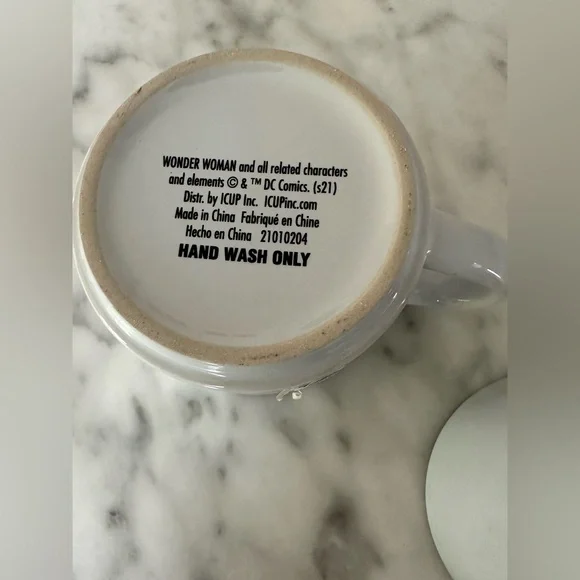 WONDER WOMAN and all related characters
and elements © & ™ DC Comics. (s21)
Distr. by ICUP Inc. ICUPinc.com
Made in China Fabriqué en Chine
Hecho en China 21010204
HAND WASH ONLY